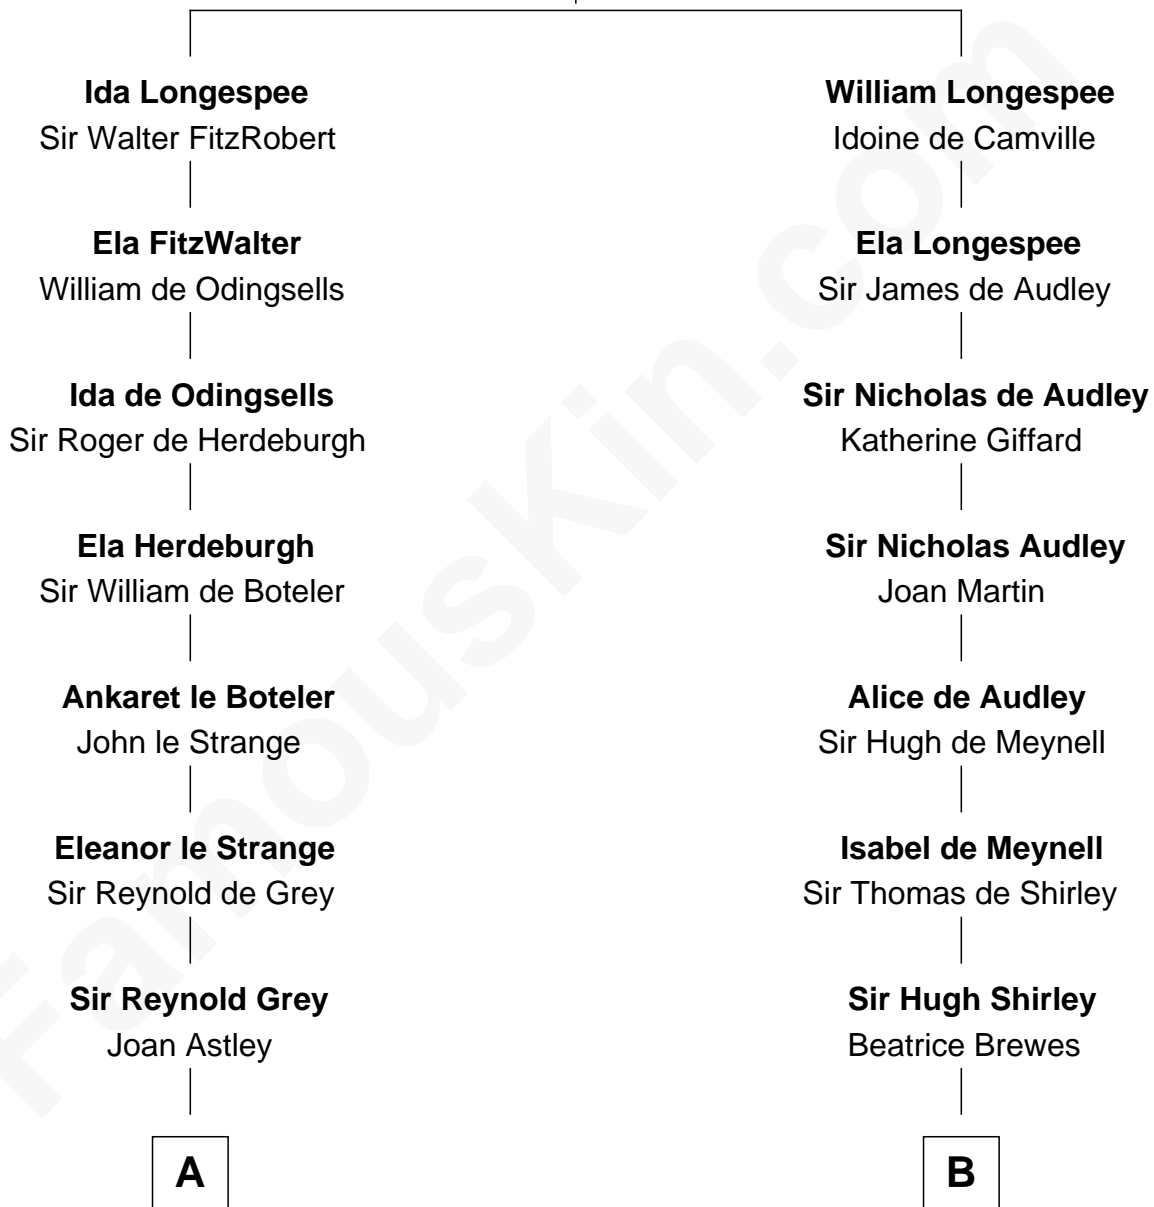 Ida Longespee
Sir Walter FitzRobert
Ela FitzWalter
William de Odingsells
Ida de Odingsells
Sir Roger de Herdeburgh
Ela Herdeburgh
Sir William de Boteler
Ankaret le Boteler
John le Strange
Eleanor le Strange
Sir Reynold de Grey
Sir Reynold Grey
Joan Astley
A
William Longespee
Idoine de Camville
Ela Longespee
Sir James de Audley
Sir Nicholas de Audley
Katherine Giffard
Sir Nicholas Audley
Joan Martin
Alice de Audley
Sir Hugh de Meynell
Isabel de Meynell
Sir Thomas de Shirley
Sir Hugh Shirley
Beatrice Brewes
B
FamousKin.com